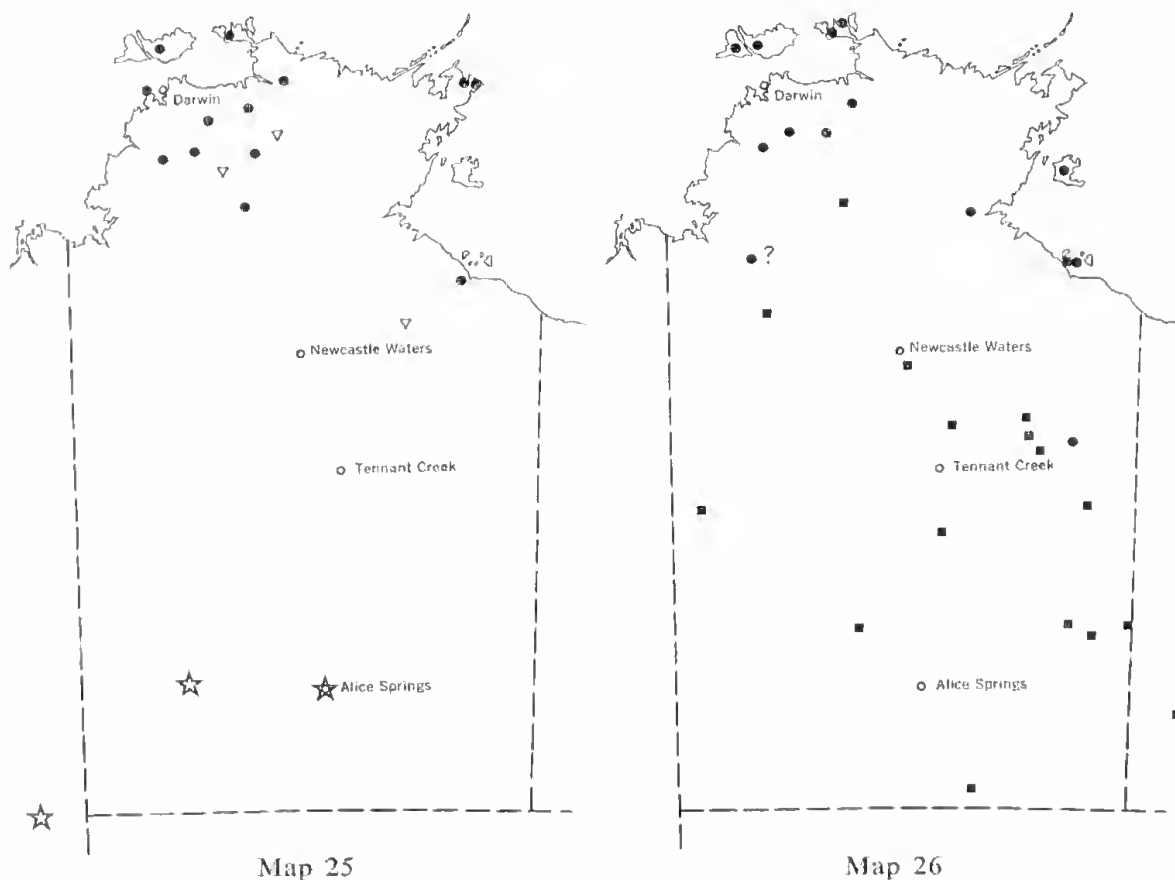 Darwin
Newcastle Waters
Tennant Creek
Alice Springs
Map 25
Darwin
?
Newcastle Waters
Tennant Creek
Alice Springs
Map 26